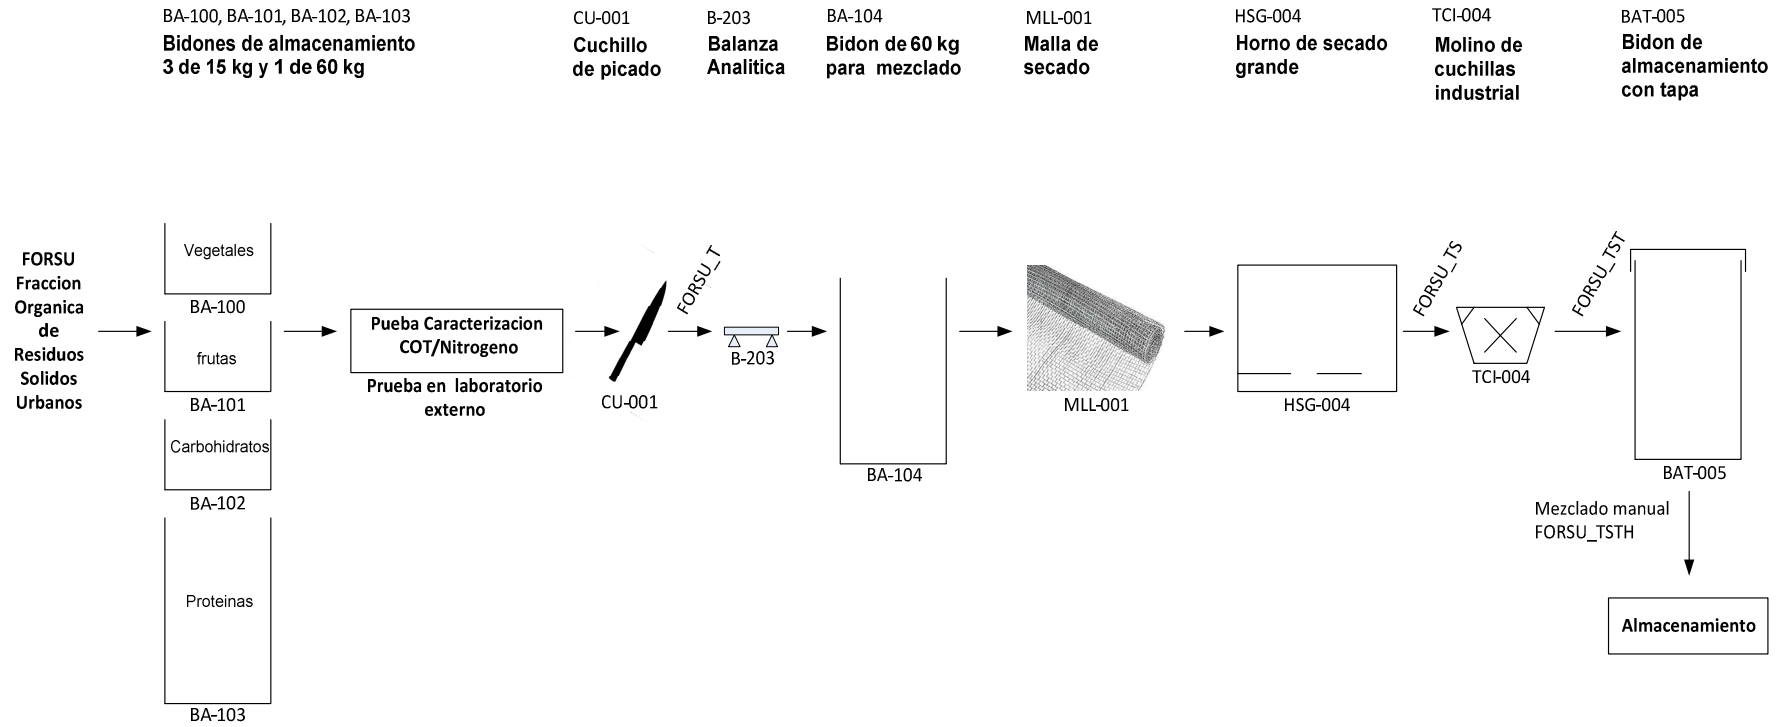 BA-100, BA-101, BA-102, BA-103
Bidones de almacenamiento
3 de 15 kg y 1 de 60 kg
CU-001
Cuchillo
de picado
B-203
Balanza
Analitica
BA-104
Bidon de 60 kg
para mezclado
MLL-001
Malla de
secado
HSG-004
Horno de secado
grande
TCI-004
Molino de
cuchillas
industrial
BAT-005
Bidon de
almacenamiento
con tapa
FORSU
Fraccion
Organica
de
Residuos
Solidos
Urbanos
Vegetales
BA-100
frutas
BA-101
Carbohidratos
BA-102
Proteinas
BA-103
Pueba Caracterizacion
COT/Nitrogeno
Prueba en laboratorio
externo
CU-001
FORSU_T
B-203
BA-104
MLL-001
HSG-004
FORSU_TS
TCI-004
FORSU_TST
BAT-005
Mezclado manual
FORSU_TSTH
Almacenamiento